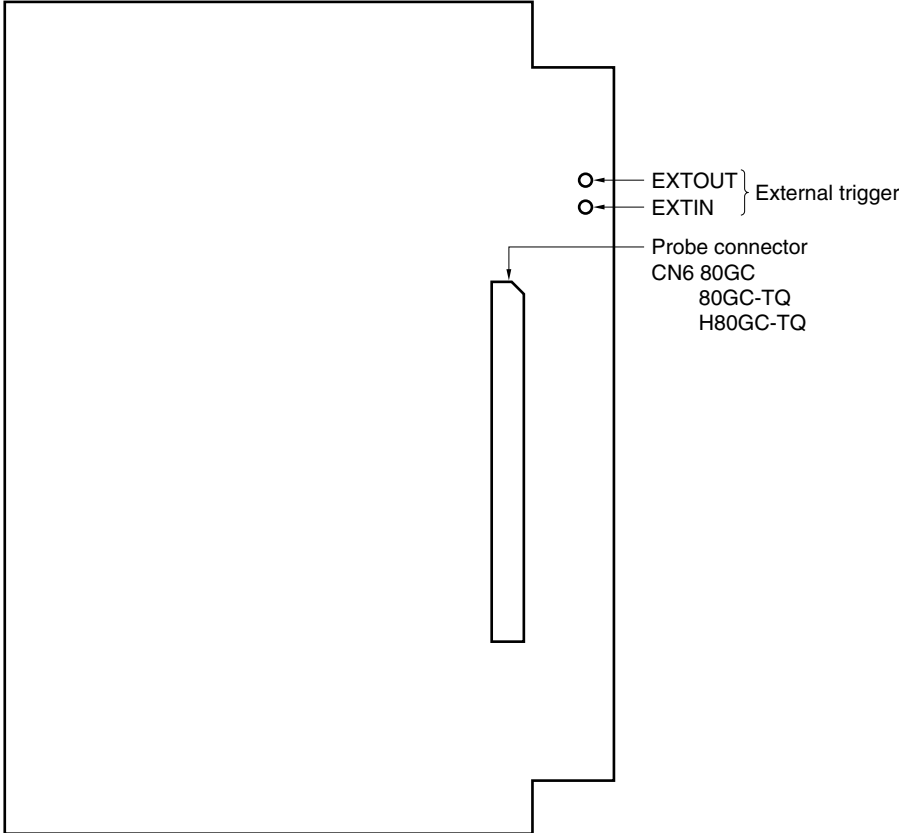 EXTOUT
EXTIN
External trigger
Probe connector
CN6 80GC
80GC-TQ
H80GC-TQ